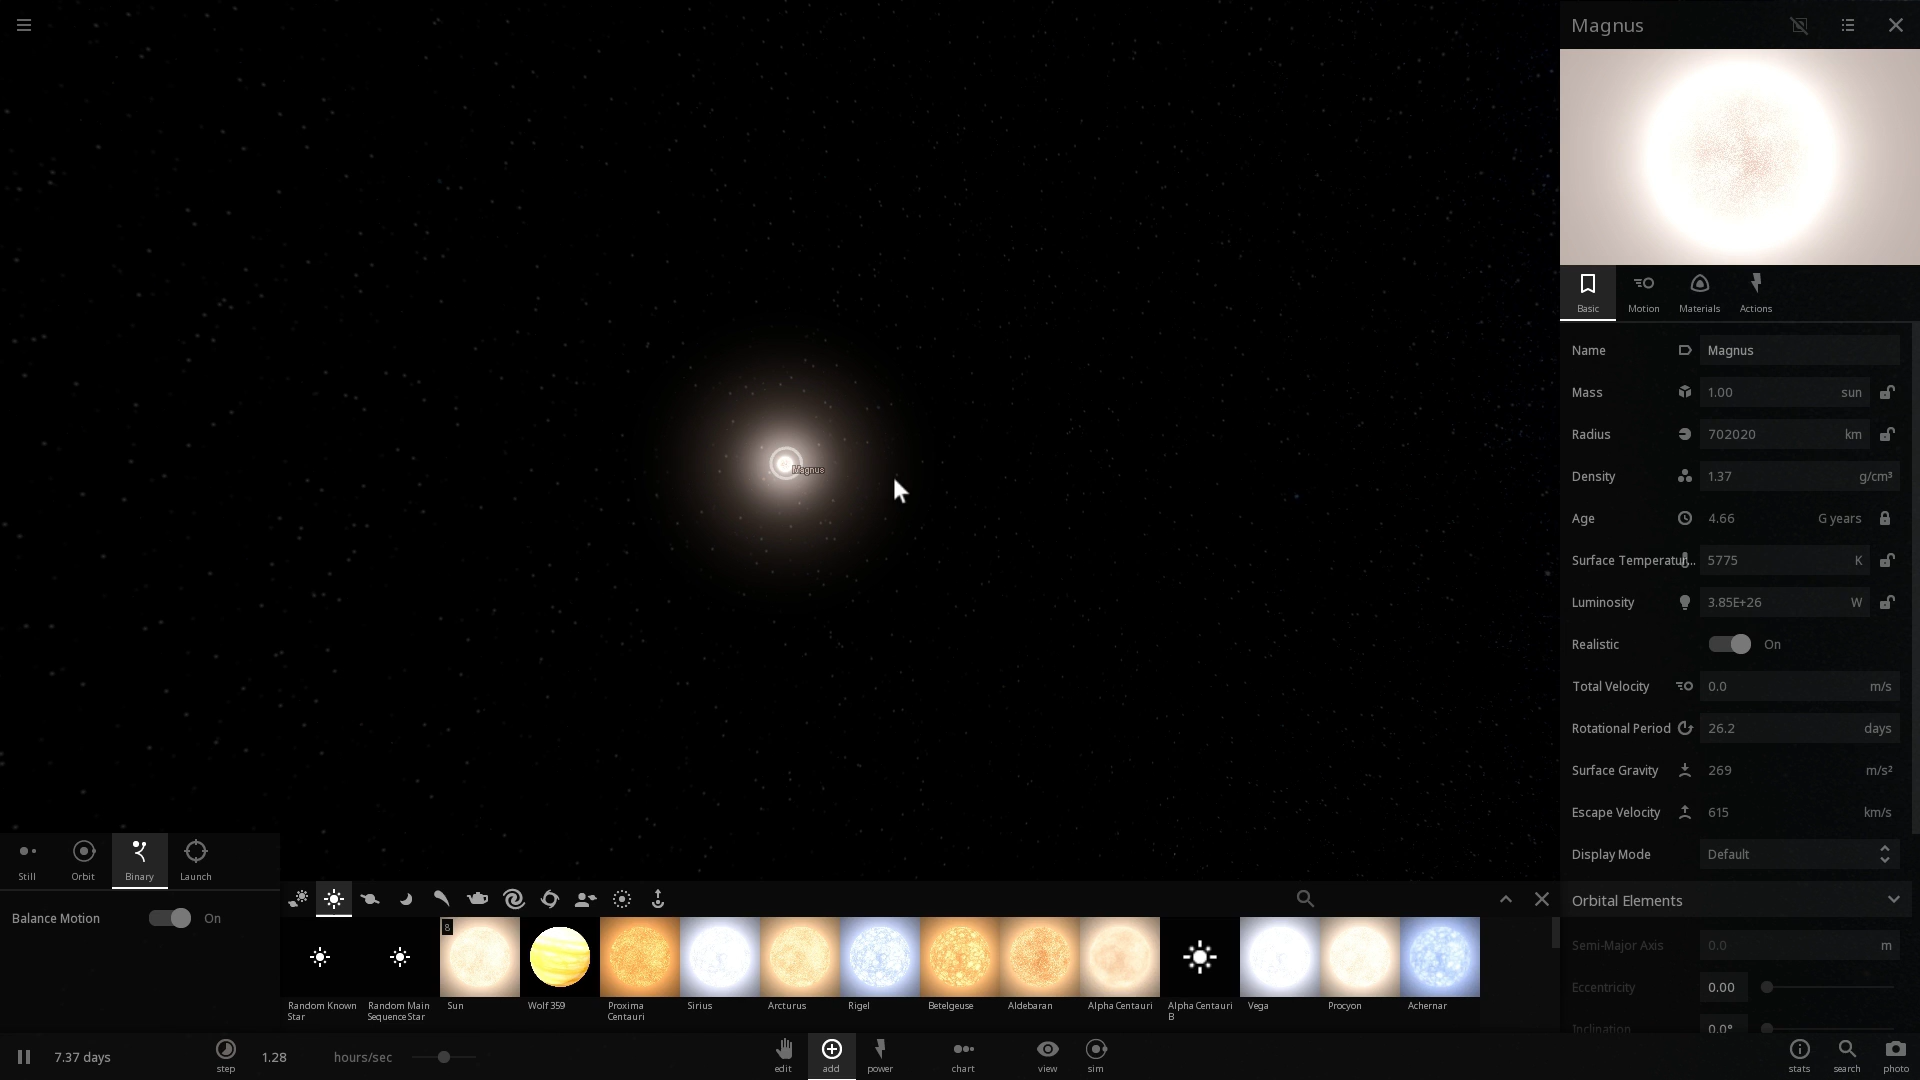 Magnus
Magnus
Basic
Motion
Materials
Actions
Name
Magnus
Mass
1.00
sun
Radius
702020
km
Density
1.37
g/cm³
Age
4.66
G years
Surface Temperatur...
5775
K
Luminosity
3.85E+26
W
Realistic
On
Total Velocity
0.0
m/s
Rotational Period
26.2
days
Surface Gravity
269
m/s²
Escape Velocity
615
km/s
Display Mode
Default
Orbital Elements
Semi-Major Axis
0.0
m
Eccentricity
0.00
Inclination
0.0°
Still
Orbit
Binary
Launch
Balance Motion
On
8
Random Known
Star
Random Main
Sequence Star
Sun
Wolf 359
Proxima
Centauri
Sirius
Arcturus
Rigel
Betelgeuse
Aldebaran
Alpha Centauri
Alpha Centauri
B
Vega
Procyon
Achernar
7.37 days
step
1.28
hours/sec
edit
add
power
chart
view
sim
stats
search
photo